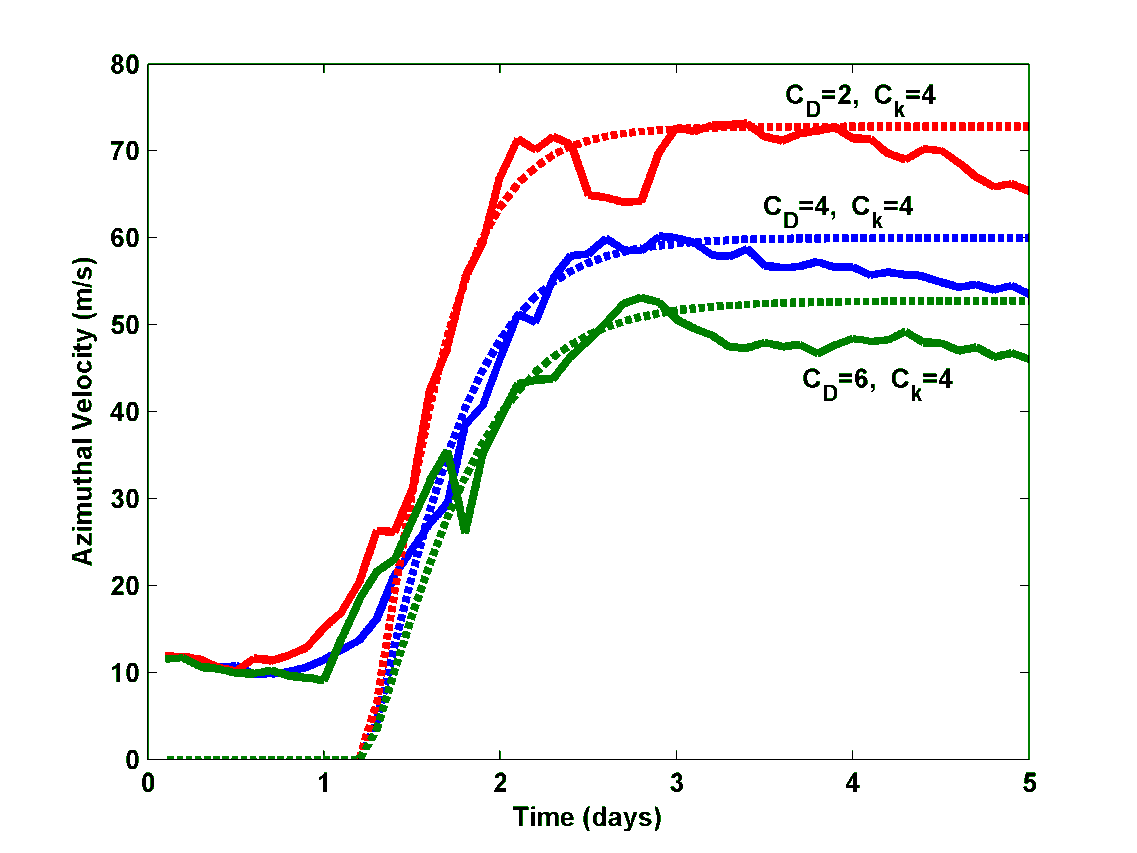 80
C_D=2, C_k=4
70
C_D=4, C_k=4
60
50
C_D=6, C_k=4
40
30
20
10
0
Azimuthal Velocity (m/s)
0 1 2 3 4 5
Time (days)